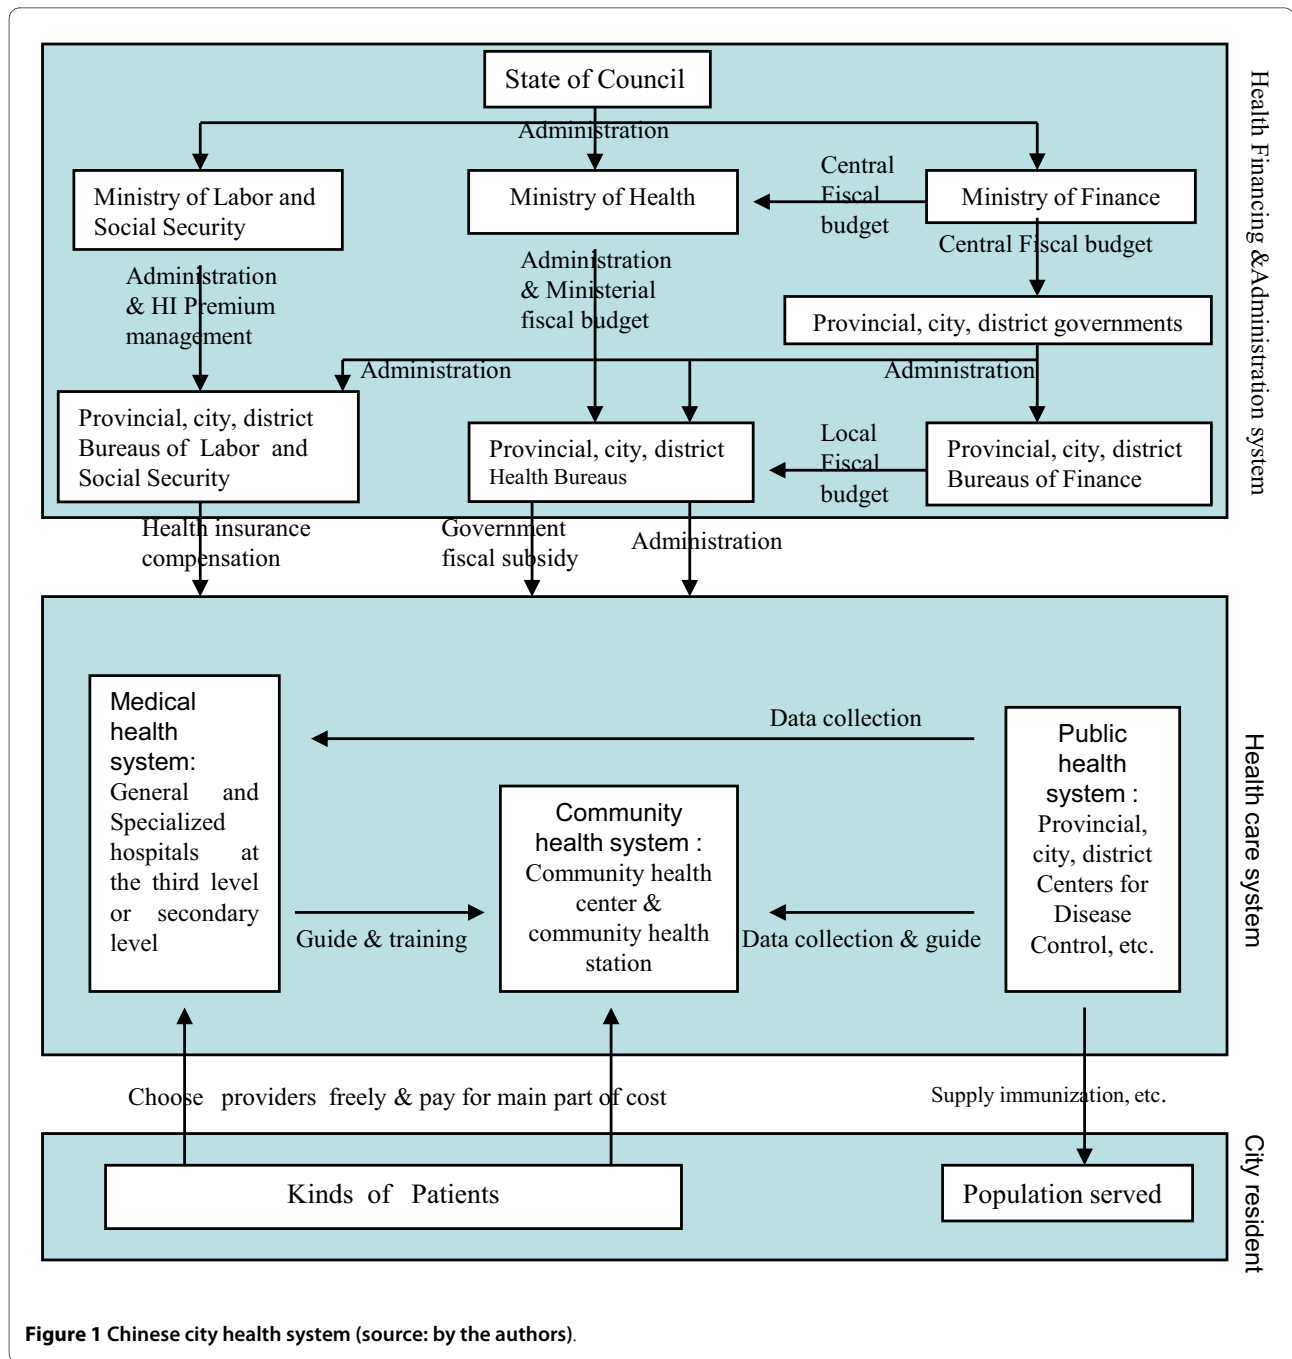 State of Council
Administration
Ministry of Labor and
Social Security
Ministry of Health
Central
Fiscal
budget
Ministry of Finance
Central Fiscal budget
Administration
& HI Premium
management
Administration
& Ministerial
fiscal budget
Provincial, city, district governments
Administration
Administration
Provincial, city, district
Bureaus of Labor and
Social Security
Provincial, city, district
Health Bureaus
Local
Fiscal
budget
Provincial, city, district
Bureaus of Finance
Health Financing &Administration system
Health insurance
compensation
Government
fiscal subsidy
Administration
Medical
health
system:
General and
Specialized
hospitals at
the third level
or secondary
level
Data collection
Public
health
system :
Provincial,
city, district
Centers for
Disease
Control, etc.
Community
health system :
Community health
center &
community health
station
Guide & training
Data collection & guide
Health care system
Choose providers freely & pay for main part of cost
Supply immunization, etc.
Kinds of Patients
Population served
City resident
Figure 1 Chinese city health system (source: by the authors).